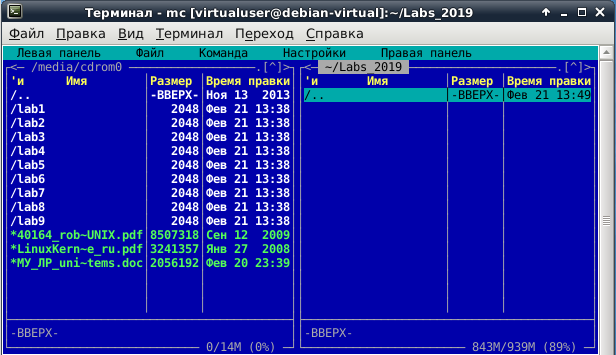 Терминал - mc [virtualuser@debian-virtual]:~/Labs_2019
Файл Правка Вид Терминал Переход Справка
Левая панель Файл Команда Настройки Правая панель
<─ /media/cdrom0 .[^]>
'и Имя Размер Время правки
/.. -ВВЕРХ- Ноя 13 2013
/lab1 2048 Фев 21 13:38
/lab2 2048 Фев 21 13:38
/lab3 2048 Фев 21 13:38
/lab4 2048 Фев 21 13:38
/lab5 2048 Фев 21 13:38
/lab6 2048 Фев 21 13:38
/lab7 2048 Фев 21 13:38
/lab8 2048 Фев 21 13:38
/lab9 2048 Фев 21 13:38
*40164_rob~UNIX.pdf 8507318 Сен 12 2009
*LinuxKern~e_ru.pdf 3241357 Янв 27 2008
*МУ_ЛР_uni~tems.doc 2056192 Фев 20 23:39
-ВВЕРХ-
0/14M (0%)
<─ ~/Labs_2019 .[^]>
'и Имя Размер Время правки
/.. -ВВЕРХ- Фев 21 13:49
-ВВЕРХ-
843M/939M (89%)